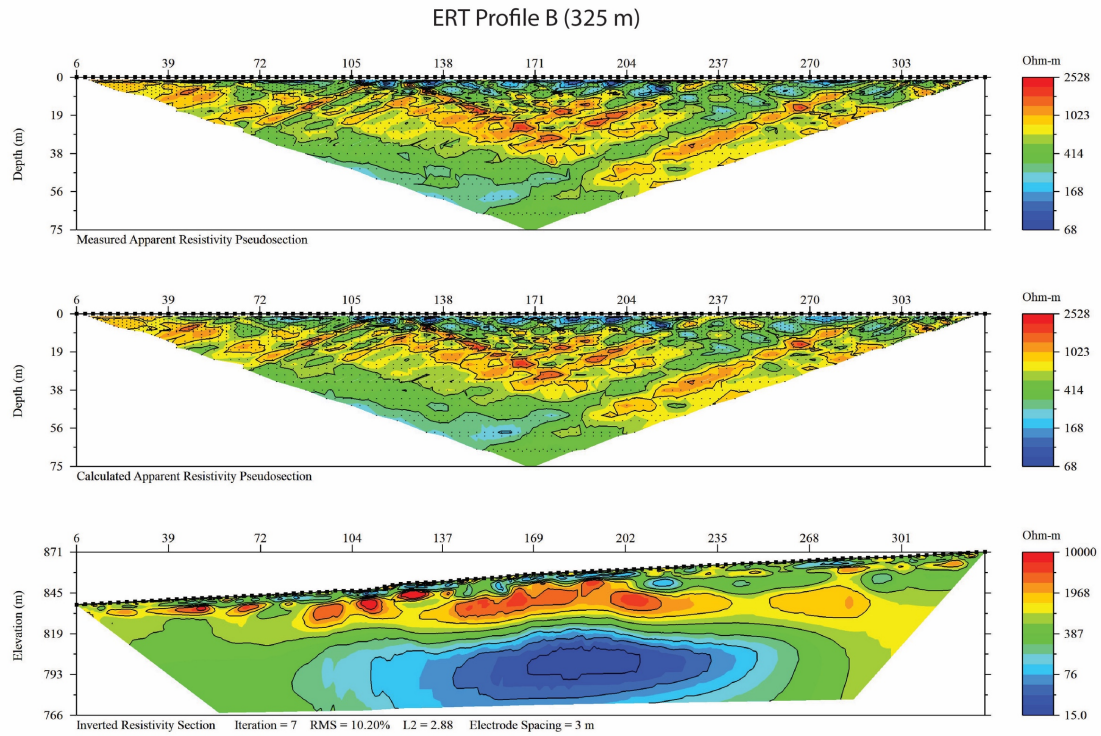 ERT Profile B (325 m)
6 39 72 105 138 171 204 237 270 303
Ohm-m
0
19
38
56
75
Depth (m)
2528
1023
414
168
68
Measured Apparent Resistivity Pseudosection
6 39 72 105 138 171 204 237 270 303
Ohm-m
0
19
38
56
75
Depth (m)
2528
1023
414
168
68
Calculated Apparent Resistivity Pseudosection
6 39 72 104 137 169 202 235 268 301
Ohm-m
871
845
819
793
766
Elevation (m)
10000
1968
387
76
15.0
Inverted Resistivity Section Iteration = 7 RMS = 10.20% L2 = 2.88 Electrode Spacing = 3 m